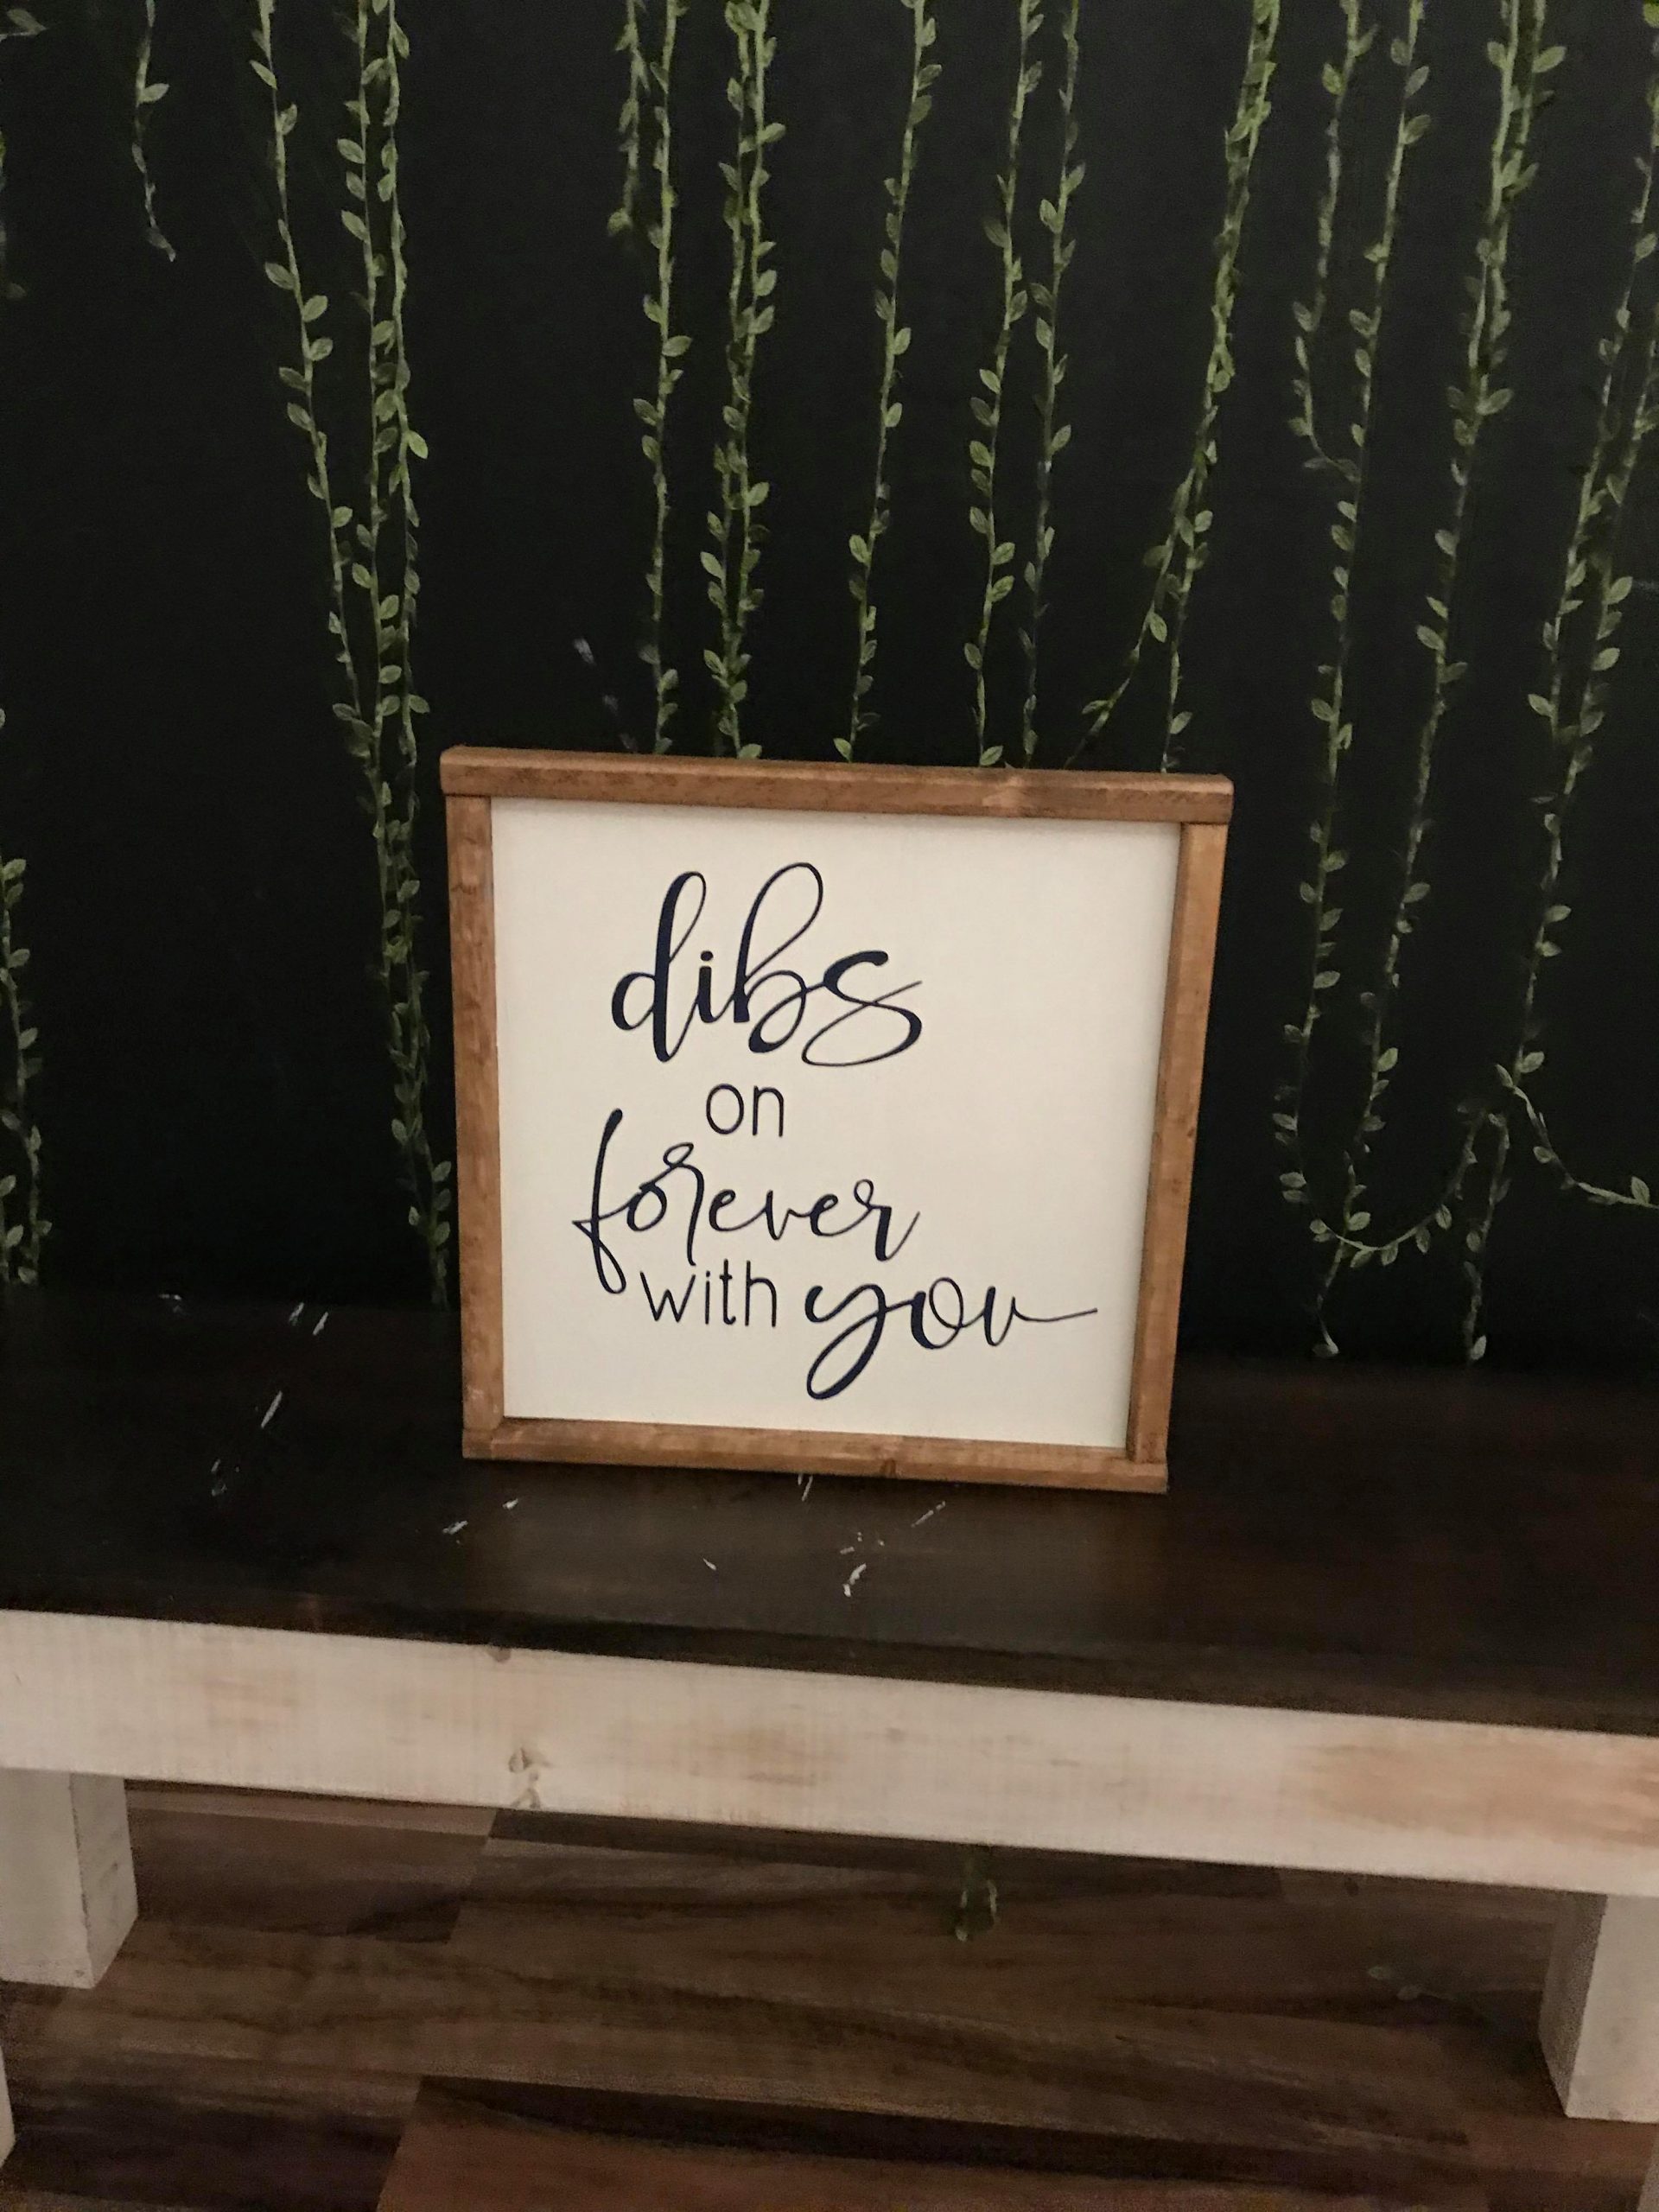 dibs
on
forever
with you